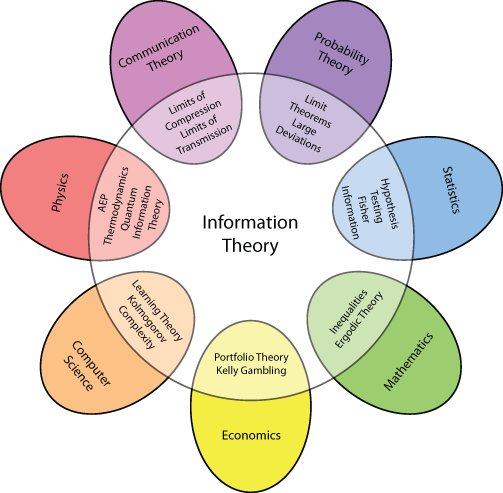 Communication
Theory
Limits of
Compression
Limits of
Transmission
Probability
Theory
Limit
Theorems
Large
Deviations
Physics
AEP
Thermodynamics
Quantum
Information
Theory
Information
Theory
Hypothesis
Testing
Fisher
Information
Statistics
Learning Theory
Kolmogorov
Complexity
Computer
Science
Inequalities
Ergodic Theory
Mathematics
Portfolio Theory
Kelly Gambling
Economics